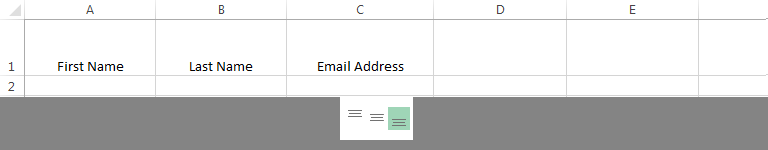 A B C D E
1 First Name Last Name Email Address
2